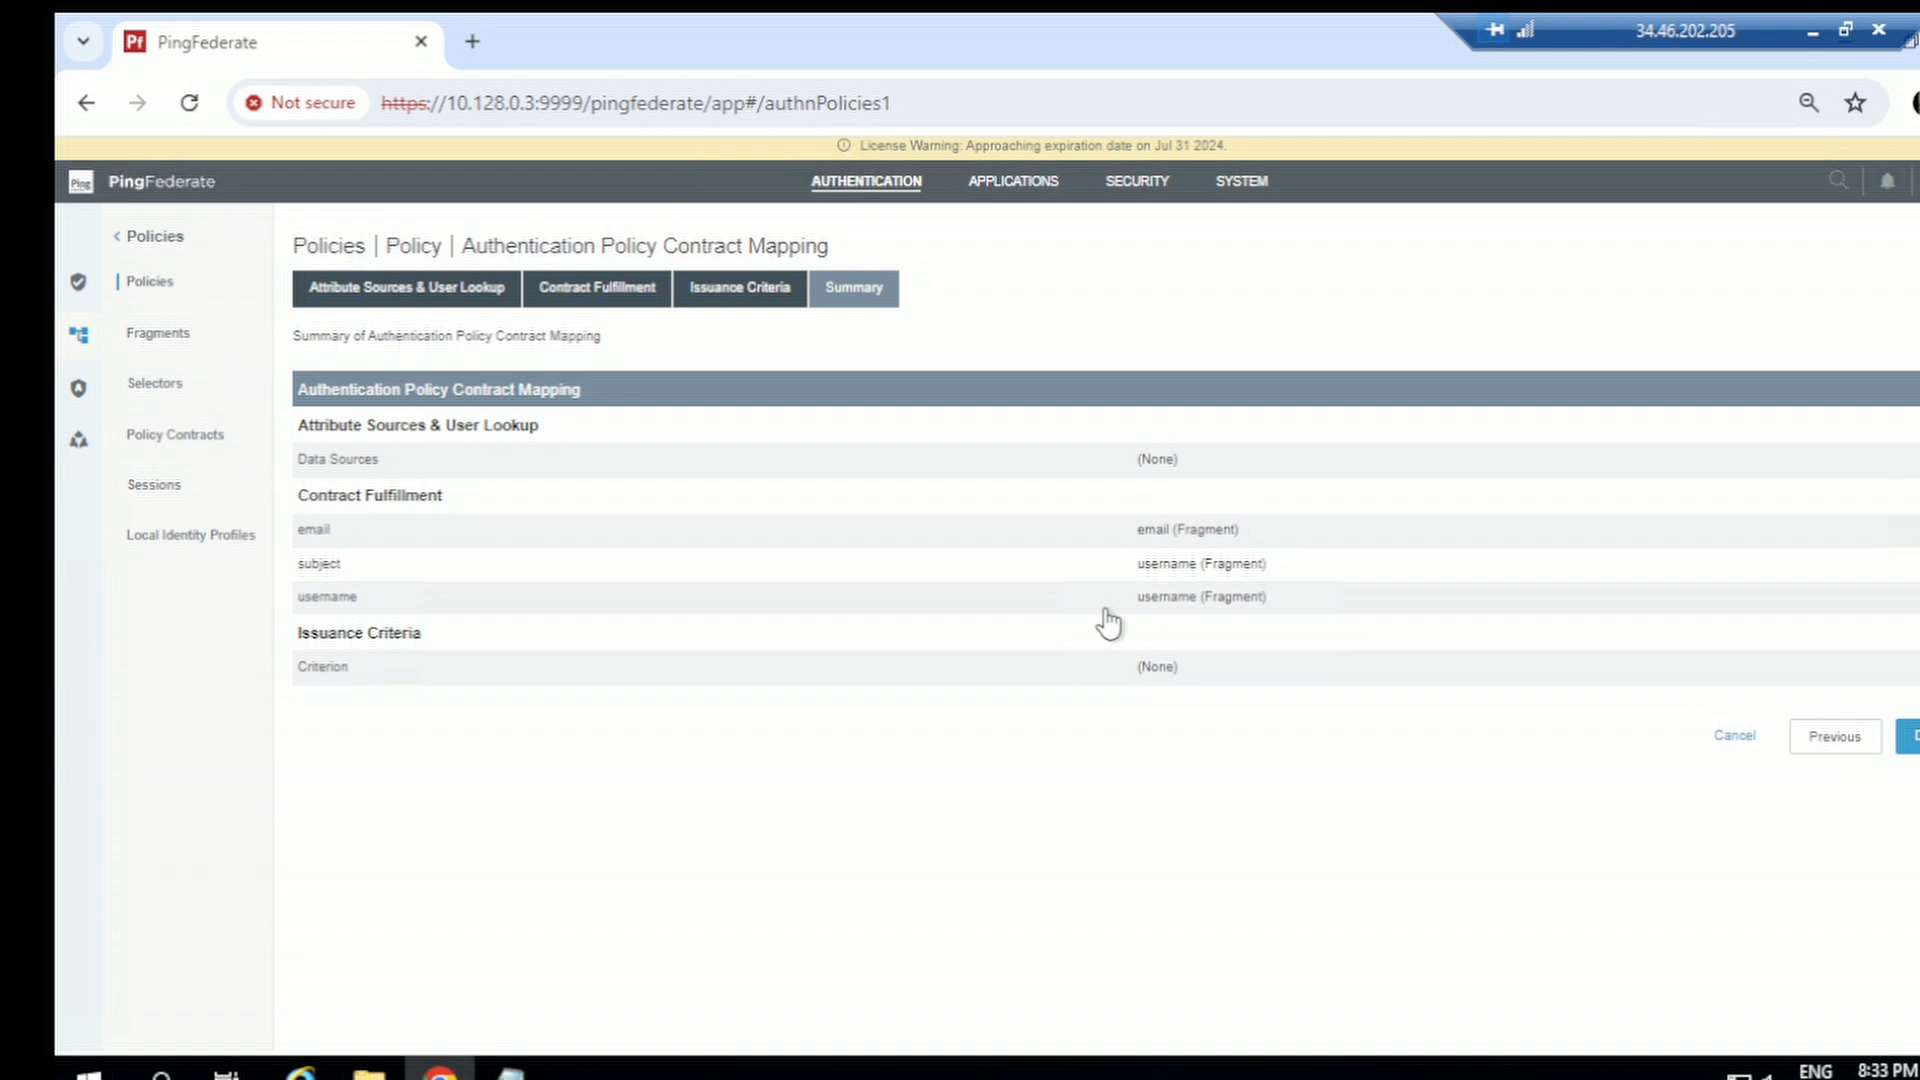 PingFederate
34.46.202.205
Not secure
https://10.128.0.3:9999/pingfederate/app#/authnPolicies1
License Warning: Approaching expiration date on Jul 31 2024.
Ping
PingFederate
AUTHENTICATION
APPLICATIONS
SECURITY
SYSTEM
Policies
Policies
Fragments
Selectors
Policy Contracts
Sessions
Local Identity Profiles
Policies | Policy | Authentication Policy Contract Mapping
Attribute Sources & User Lookup
Contract Fulfillment
Issuance Criteria
Summary
Summary of Authentication Policy Contract Mapping
Authentication Policy Contract Mapping
Attribute Sources & User Lookup
Data Sources (None)
Contract Fulfillment
email email (Fragment)
subject username (Fragment)
username username (Fragment)
Issuance Criteria
Criterion (None)
Cancel
Previous
ENG
8:33 PM